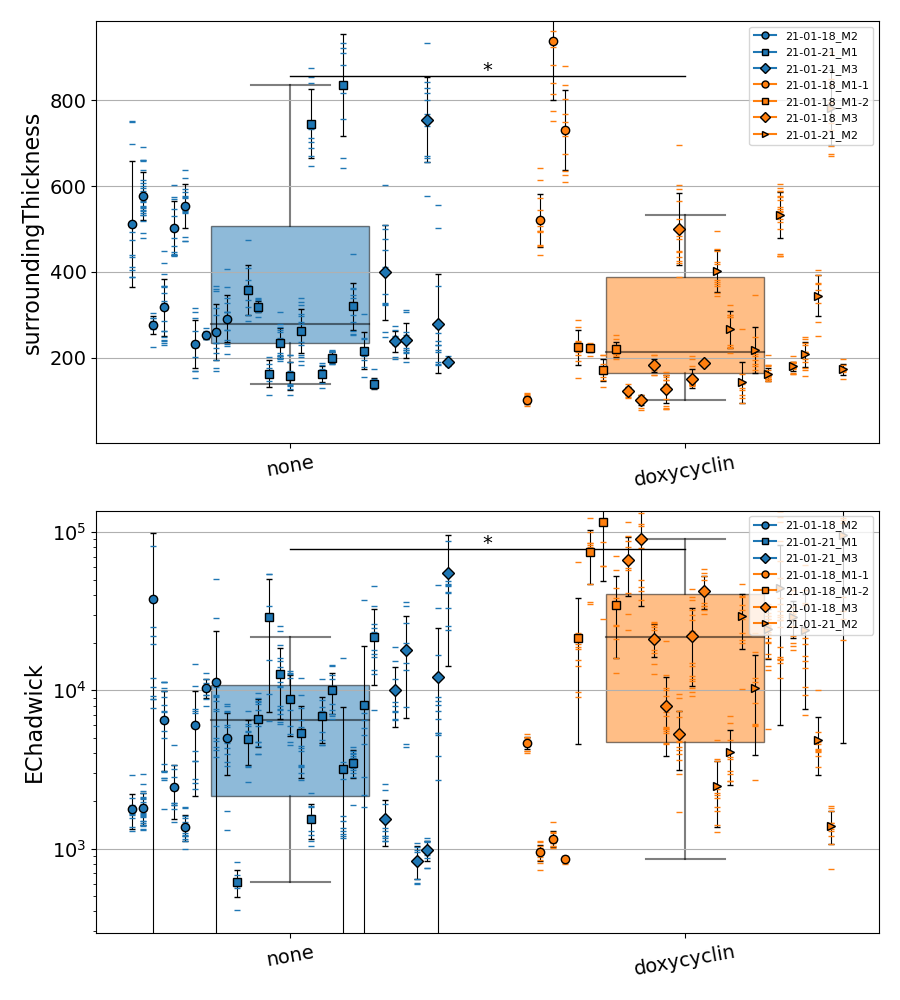 surroundingThickness
800
600
400
200
*
21-01-18_M2
21-01-21_M1
21-01-21_M3
21-01-18_M1-1
21-01-18_M1-2
21-01-18_M3
21-01-21_M2
none
doxycyclin
EChadwick
10^5
10^4
10^3
*
21-01-18_M2
21-01-21_M1
21-01-21_M3
21-01-18_M1-1
21-01-18_M1-2
21-01-18_M3
21-01-21_M2
none
doxycyclin